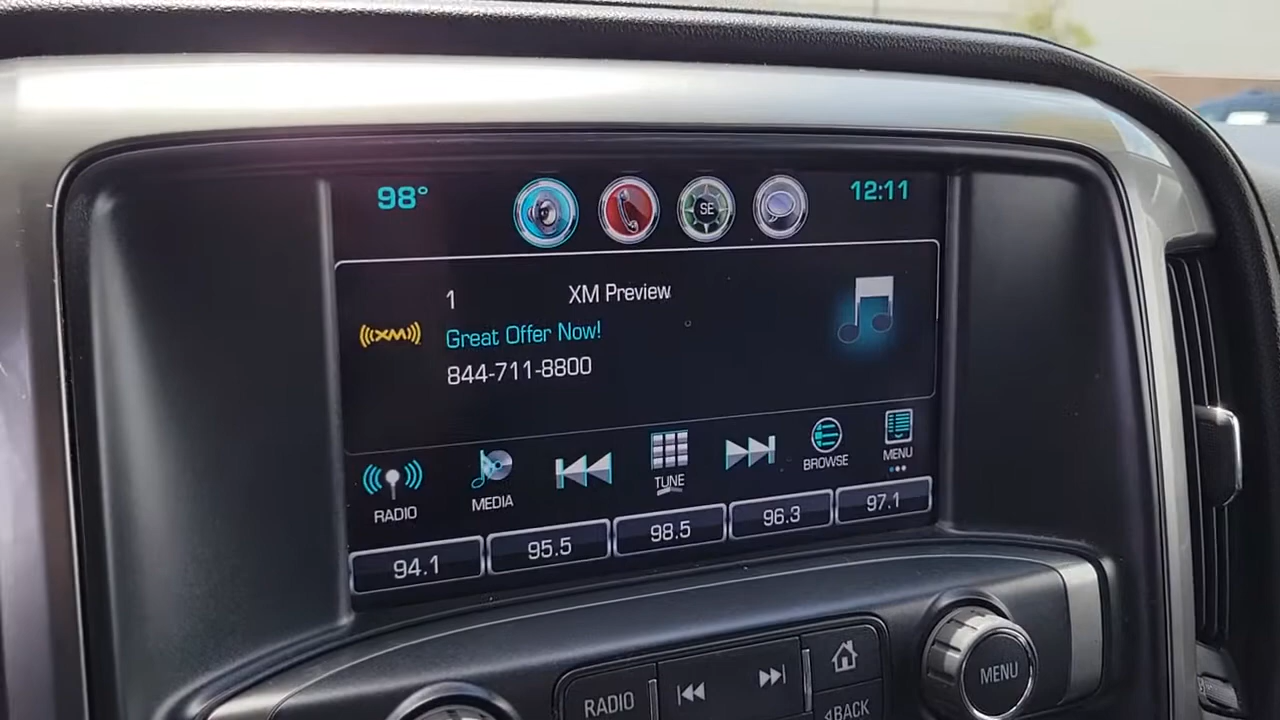 98°
SE
12:11
1
XM Preview
((XM))
Great Offer Now!
844-711-8800
RADIO
MEDIA
TUNE
BROWSE
MENU
94.1
95.5
98.5
96.3
97.1
RADIO
BACK
MENU